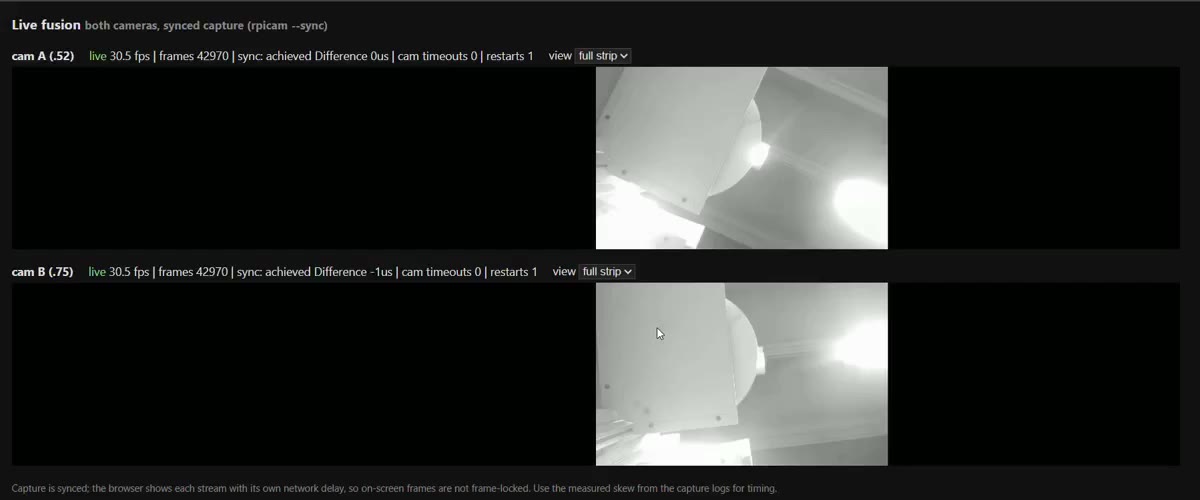 Live fusion both cameras, synced capture (rpicam --sync)
cam A (.52) live 30.5 fps | frames 42970 | sync: achieved Difference 0us | cam timeouts 0 | restarts 1 view full strip
cam B (.75) live 30.5 fps | frames 42970 | sync: achieved Difference -1us | cam timeouts 0 | restarts 1 view full strip
Capture is synced; the browser shows each stream with its own network delay, so on-screen frames are not frame-locked. Use the measured skew from the capture logs for timing.